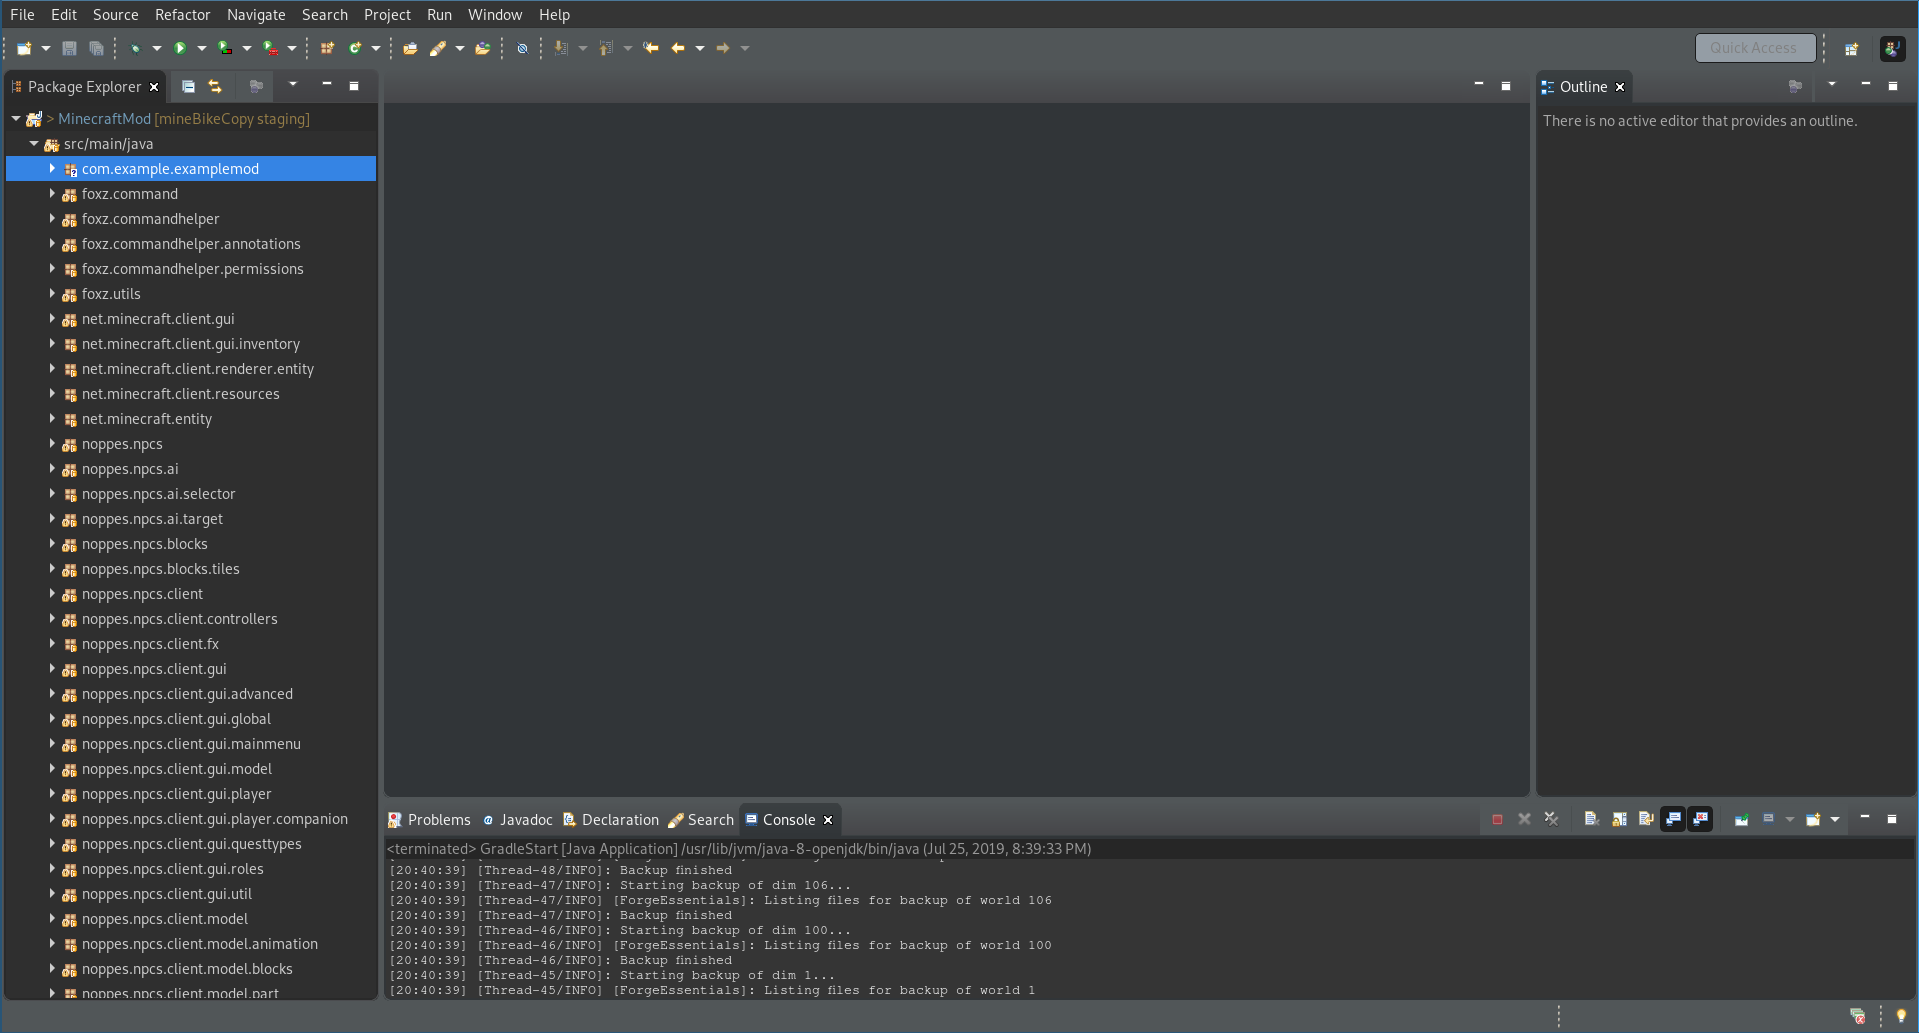 File Edit Source Refactor Navigate Search Project Run Window Help
Quick Access
Package Explorer
> MinecraftMod [mineBikeCopy staging]
src/main/java
com.example.examplemod
foxz.command
foxz.commandhelper
foxz.commandhelper.annotations
foxz.commandhelper.permissions
foxz.utils
net.minecraft.client.gui
net.minecraft.client.gui.inventory
net.minecraft.client.renderer.entity
net.minecraft.client.resources
net.minecraft.entity
noppes.npcs
noppes.npcs.ai
noppes.npcs.ai.selector
noppes.npcs.ai.target
noppes.npcs.blocks
noppes.npcs.blocks.tiles
noppes.npcs.client
noppes.npcs.client.controllers
noppes.npcs.client.fx
noppes.npcs.client.gui
noppes.npcs.client.gui.advanced
noppes.npcs.client.gui.global
noppes.npcs.client.gui.mainmenu
noppes.npcs.client.gui.model
noppes.npcs.client.gui.player
noppes.npcs.client.gui.player.companion
noppes.npcs.client.gui.questtypes
noppes.npcs.client.gui.roles
noppes.npcs.client.gui.util
noppes.npcs.client.model
noppes.npcs.client.model.animation
noppes.npcs.client.model.blocks
noppes.npcs.client.model.part
Outline
There is no active editor that provides an outline.
Problems Javadoc Declaration Search Console
<terminated> GradleStart [Java Application] /usr/lib/jvm/java-8-openjdk/bin/java (Jul 25, 2019, 8:39:33 PM)
[20:40:39] [Thread-48/INFO]: Backup finished
[20:40:39] [Thread-47/INFO]: Starting backup of dim 106...
[20:40:39] [Thread-47/INFO] [ForgeEssentials]: Listing files for backup of world 106
[20:40:39] [Thread-47/INFO]: Backup finished
[20:40:39] [Thread-46/INFO]: Starting backup of dim 100...
[20:40:39] [Thread-46/INFO] [ForgeEssentials]: Listing files for backup of world 100
[20:40:39] [Thread-46/INFO]: Backup finished
[20:40:39] [Thread-45/INFO]: Starting backup of dim 1...
[20:40:39] [Thread-45/INFO] [ForgeEssentials]: Listing files for backup of world 1